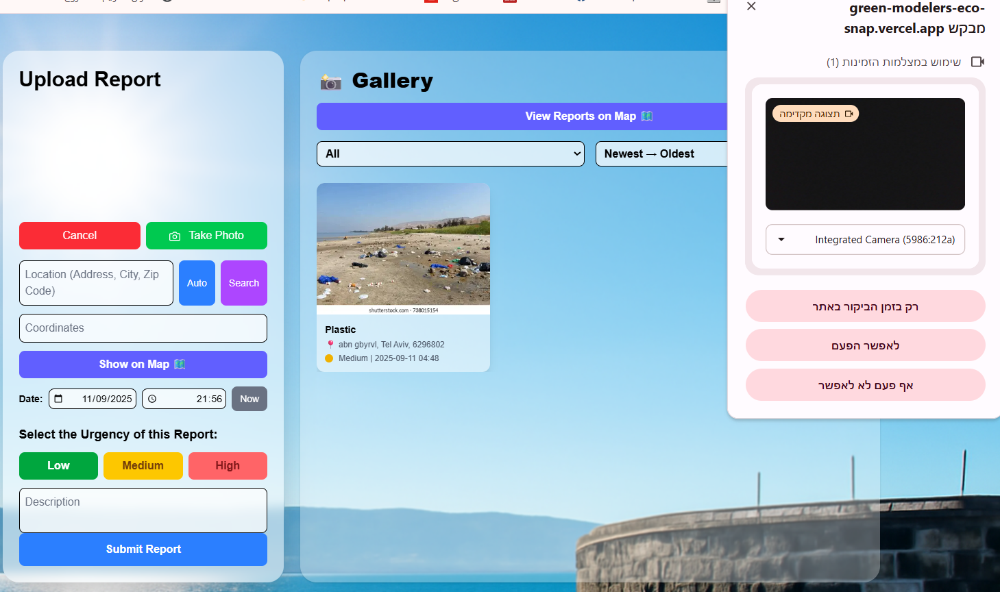 Upload Report
Cancel
Take Photo
Location (Address, City, Zip
Code)
Auto
Search
Coordinates
Show on Map
Date:
11/09/2025
21:56
Now
Select the Urgency of this Report:
Low
Medium
High
Description
Submit Report
Gallery
View Reports on Map
All
Newest → Oldest
shutterstock.com • 738015154
Plastic
abn gbyrvl, Tel Aviv, 6296802
Medium | 2025-09-11 04:48
green-modelers-eco-
snap.vercel.app מבקש
שימוש במצלמות הזמינות (1)
תצוגה מקדימה
Integrated Camera (5986:212a)
רק בזמן הביקור באתר
לאפשר הפעם
אף פעם לא לאפשר